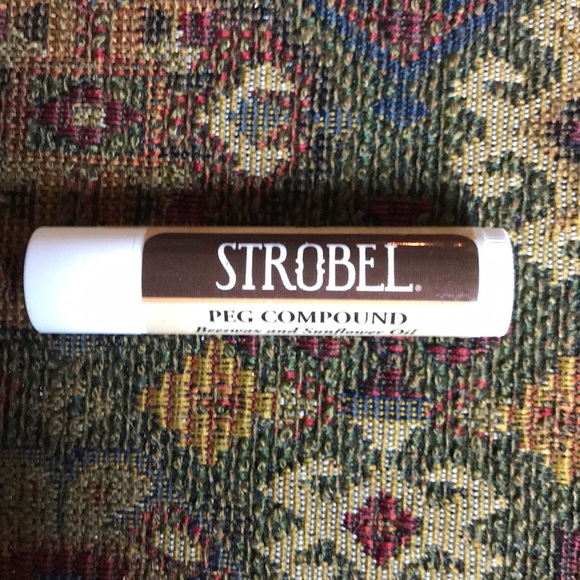 STROBEL®
PEG COMPOUND
Beeswax and Sunflower Oil